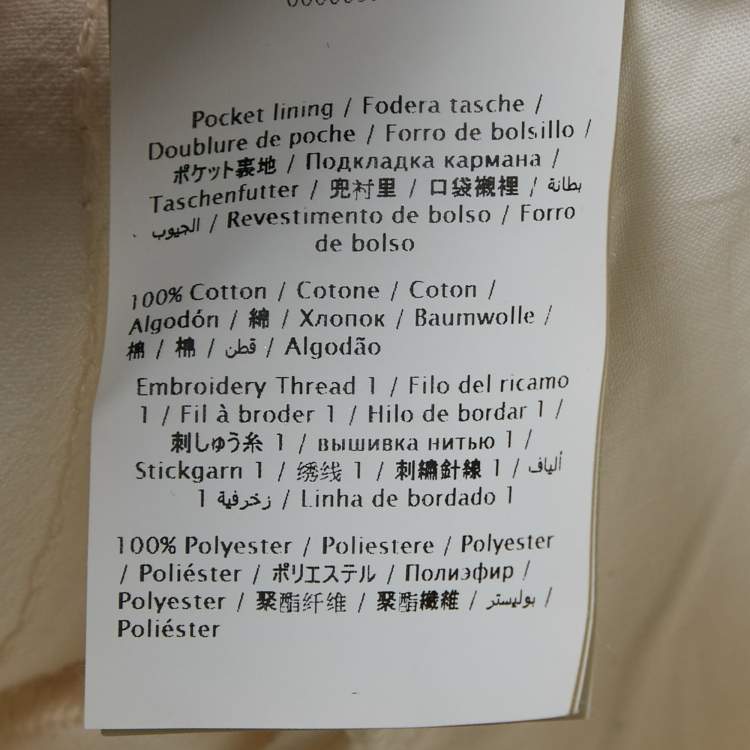 Pocket lining / Fodera tasche /
Doublure de poche / Forro de bolsillo /
ポケット裏地 / Подкладка кармана /
Taschenfutter / 兜衬里 / 口袋襯裡 / بطانة
الجيوب / Revestimento de bolso / Forro
de bolso
100% Cotton / Cotone / Coton /
Algodón / 綿 / Хлопок / Baumwolle /
棉 / 棉 / قطن / Algodão
Embroidery Thread 1 / Filo del ricamo
1 / Fil à broder 1 / Hilo de bordar 1 /
刺しゅう糸 1 / вышивка нитью 1 /
Stickgarn 1 / 绣线 1 / 刺繡針線 1 / ألياف
زخرفية 1 / Linha de bordado 1
100% Polyester / Poliestere / Polyester
/ Poliéster / ポリエステル / Полиэфир /
Polyester / 聚酯纤维 / 聚酯纖維 / بوليستر /
Poliéster